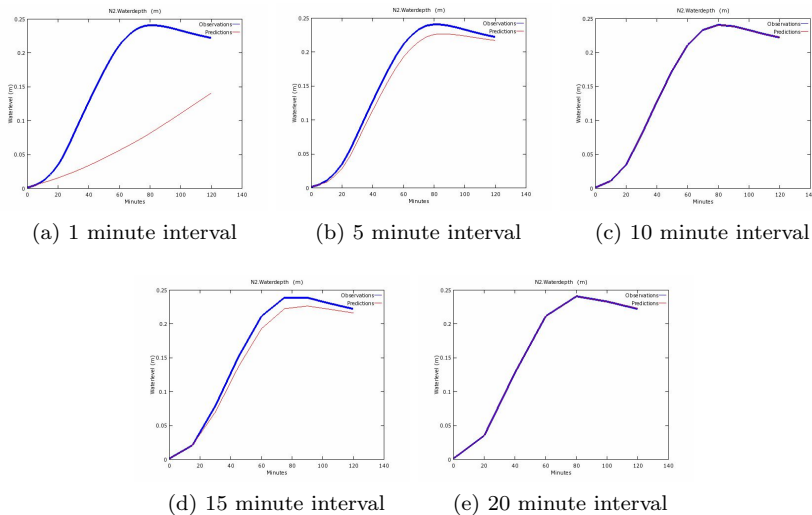 N2.Waterdepth (m)
Observations
Predictions
Waterlevel (m)
0.25
0.2
0.15
0.1
0.05
0
0 20 40 60 80 100 120 140
Minutes
(a) 1 minute interval
N2.Waterdepth (m)
Observations
Predictions
Waterlevel (m)
0.25
0.2
0.15
0.1
0.05
0
0 20 40 60 80 100 120 140
Minutes
(b) 5 minute interval
N2.Waterdepth (m)
Observations
Predictions
Waterlevel (m)
0.25
0.2
0.15
0.1
0.05
0
0 20 40 60 80 100 120 140
Minutes
(c) 10 minute interval
N2.Waterdepth (m)
Observations
Predictions
Waterlevel (m)
0.25
0.2
0.15
0.1
0.05
0
0 20 40 60 80 100 120 140
Minutes
(d) 15 minute interval
N2.Waterdepth (m)
Observations
Predictions
Waterlevel (m)
0.25
0.2
0.15
0.1
0.05
0
0 20 40 60 80 100 120 140
Minutes
(e) 20 minute interval